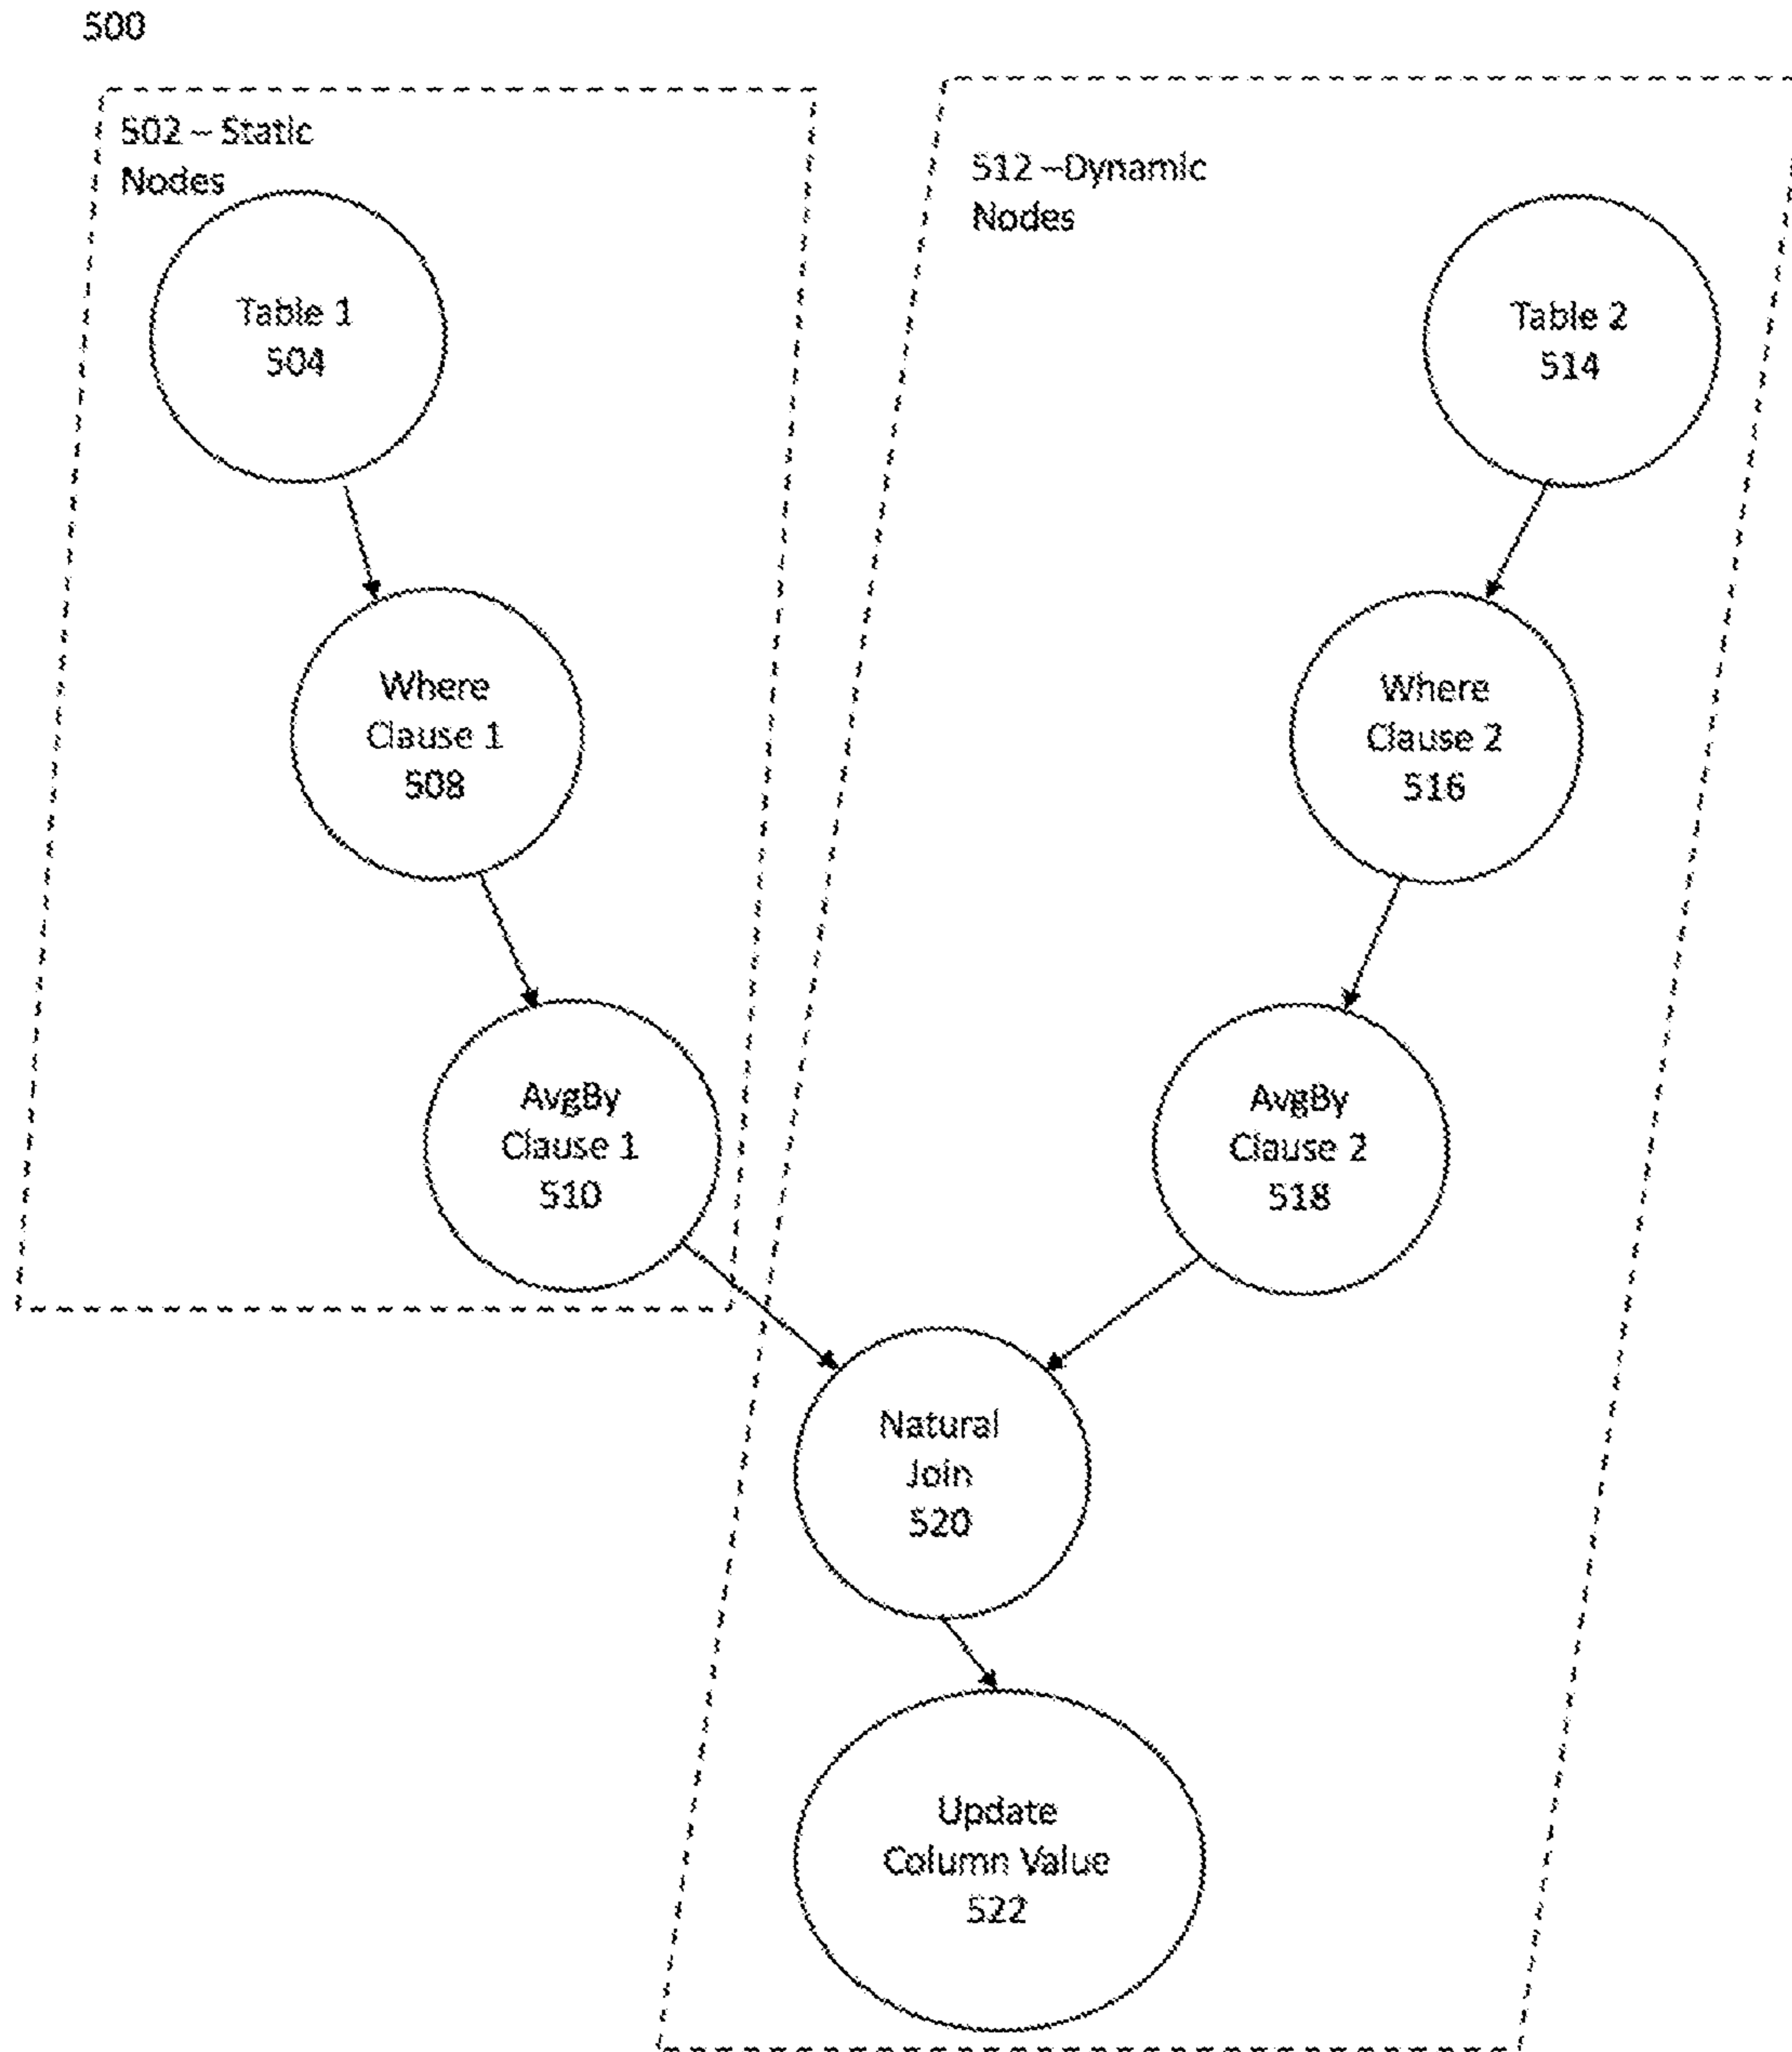 500
502 – Static
Nodes
512 –Dynamic
Nodes
Table 1
504
Table 2
514
Where
Clause 1
508
Where
Clause 2
516
AvgBy
Clause 1
510
AvgBy
Clause 2
518
Natural
Join
520
Update
Column Value
522